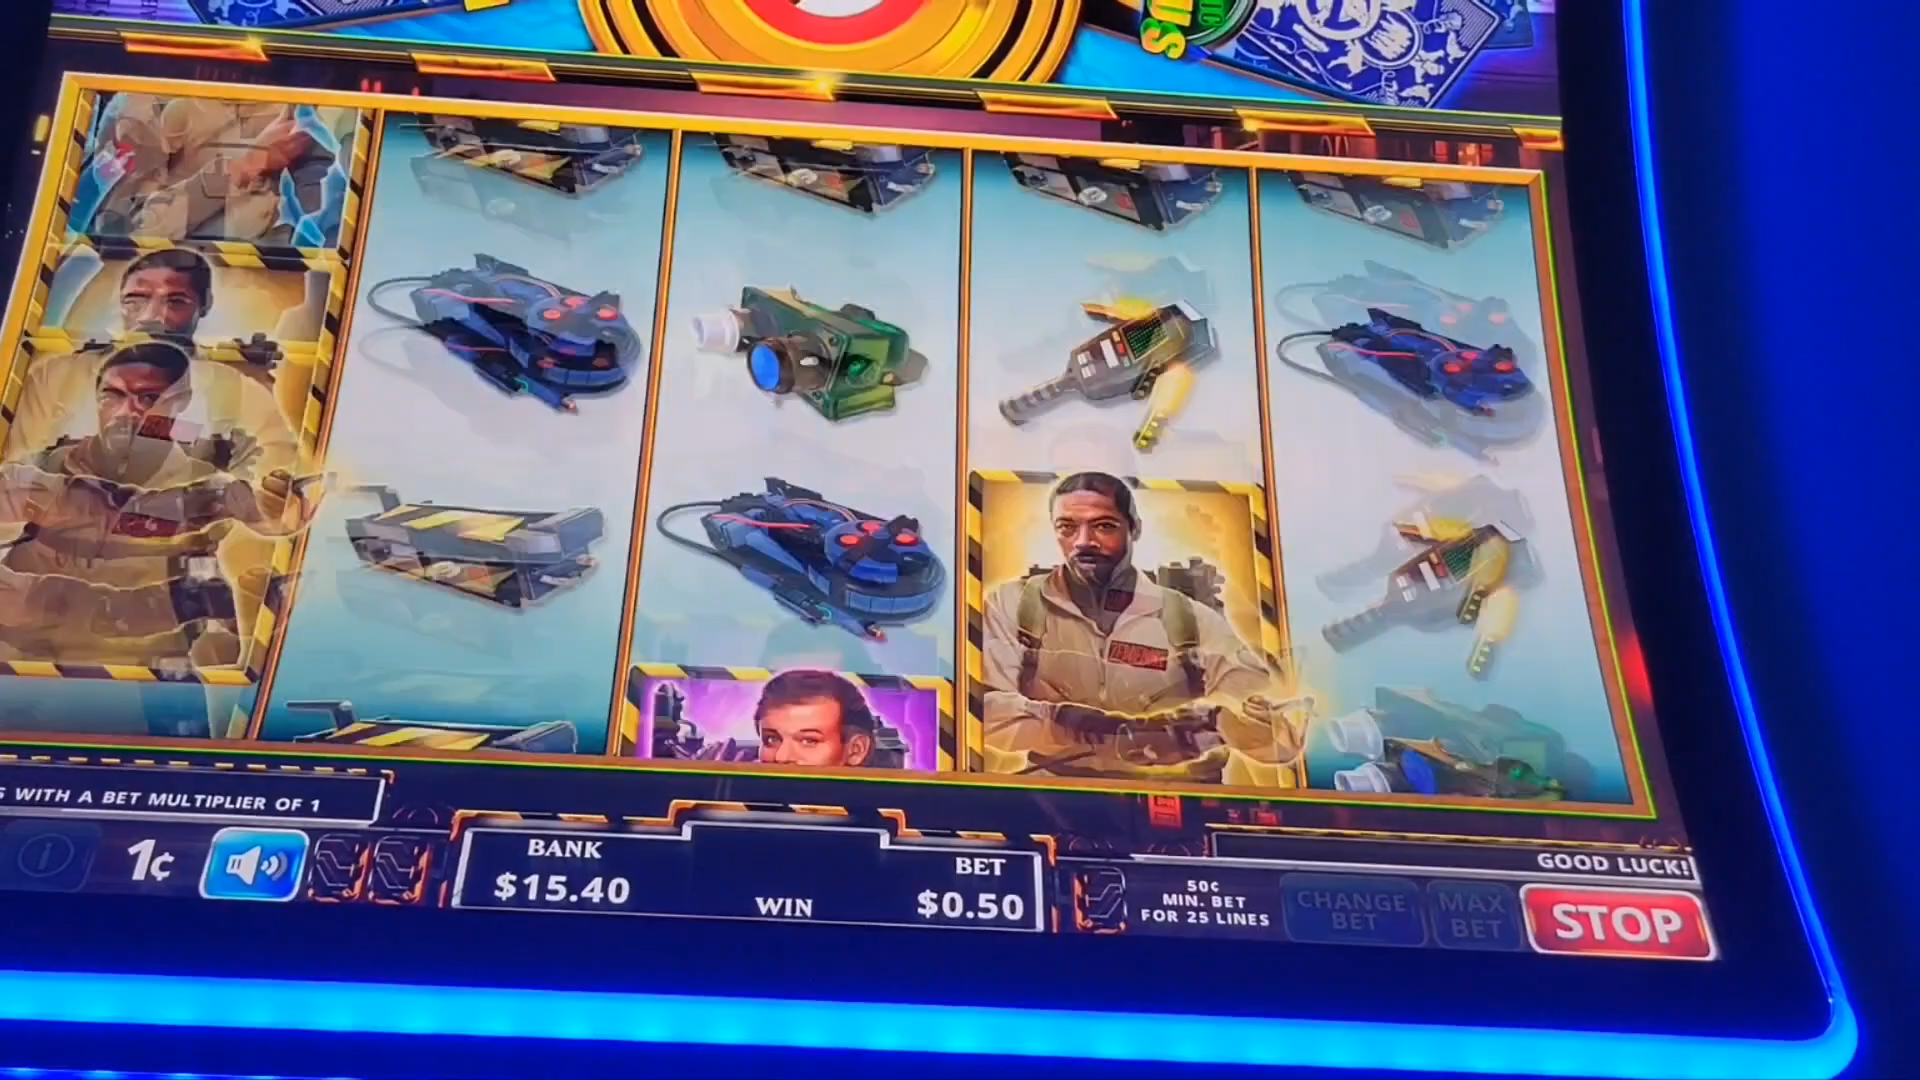 ZEDDEMORE
S WITH A BET MULTIPLIER OF 1
1¢
BANK
$15.40
WIN
BET
$0.50
50¢
MIN. BET
FOR 25 LINES
CHANGE
BET
MAX
BET
GOOD LUCK!
STOP